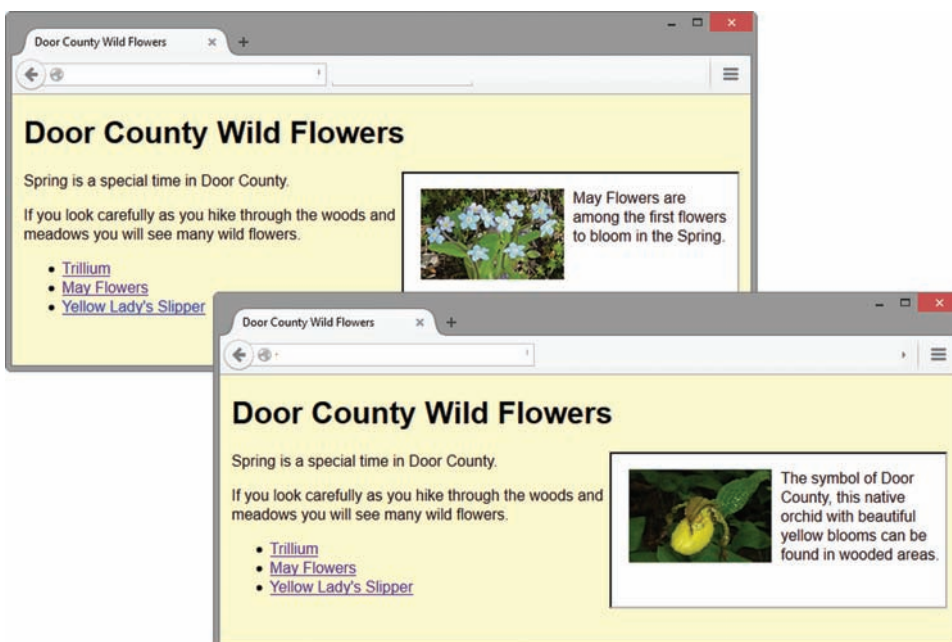 Door County Wild Flowers
Door County Wild Flowers
Spring is a special time in Door County.
If you look carefully as you hike through the woods and
meadows you will see many wild flowers.
Trillium
May Flowers
Yellow Lady's Slipper
May Flowers are
among the first flowers
to bloom in the Spring.
Door County Wild Flowers
Door County Wild Flowers
Spring is a special time in Door County.
If you look carefully as you hike through the woods and
meadows you will see many wild flowers.
Trillium
May Flowers
Yellow Lady's Slipper
The symbol of Door
County, this native
orchid with beautiful
yellow blooms can be
found in wooded areas.